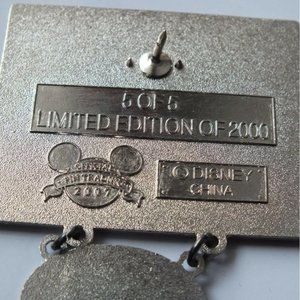 5 OF 5
LIMITED EDITION OF 2000
OFFICIAL
PIN TRADING
2007
© DISNEY
CHINA